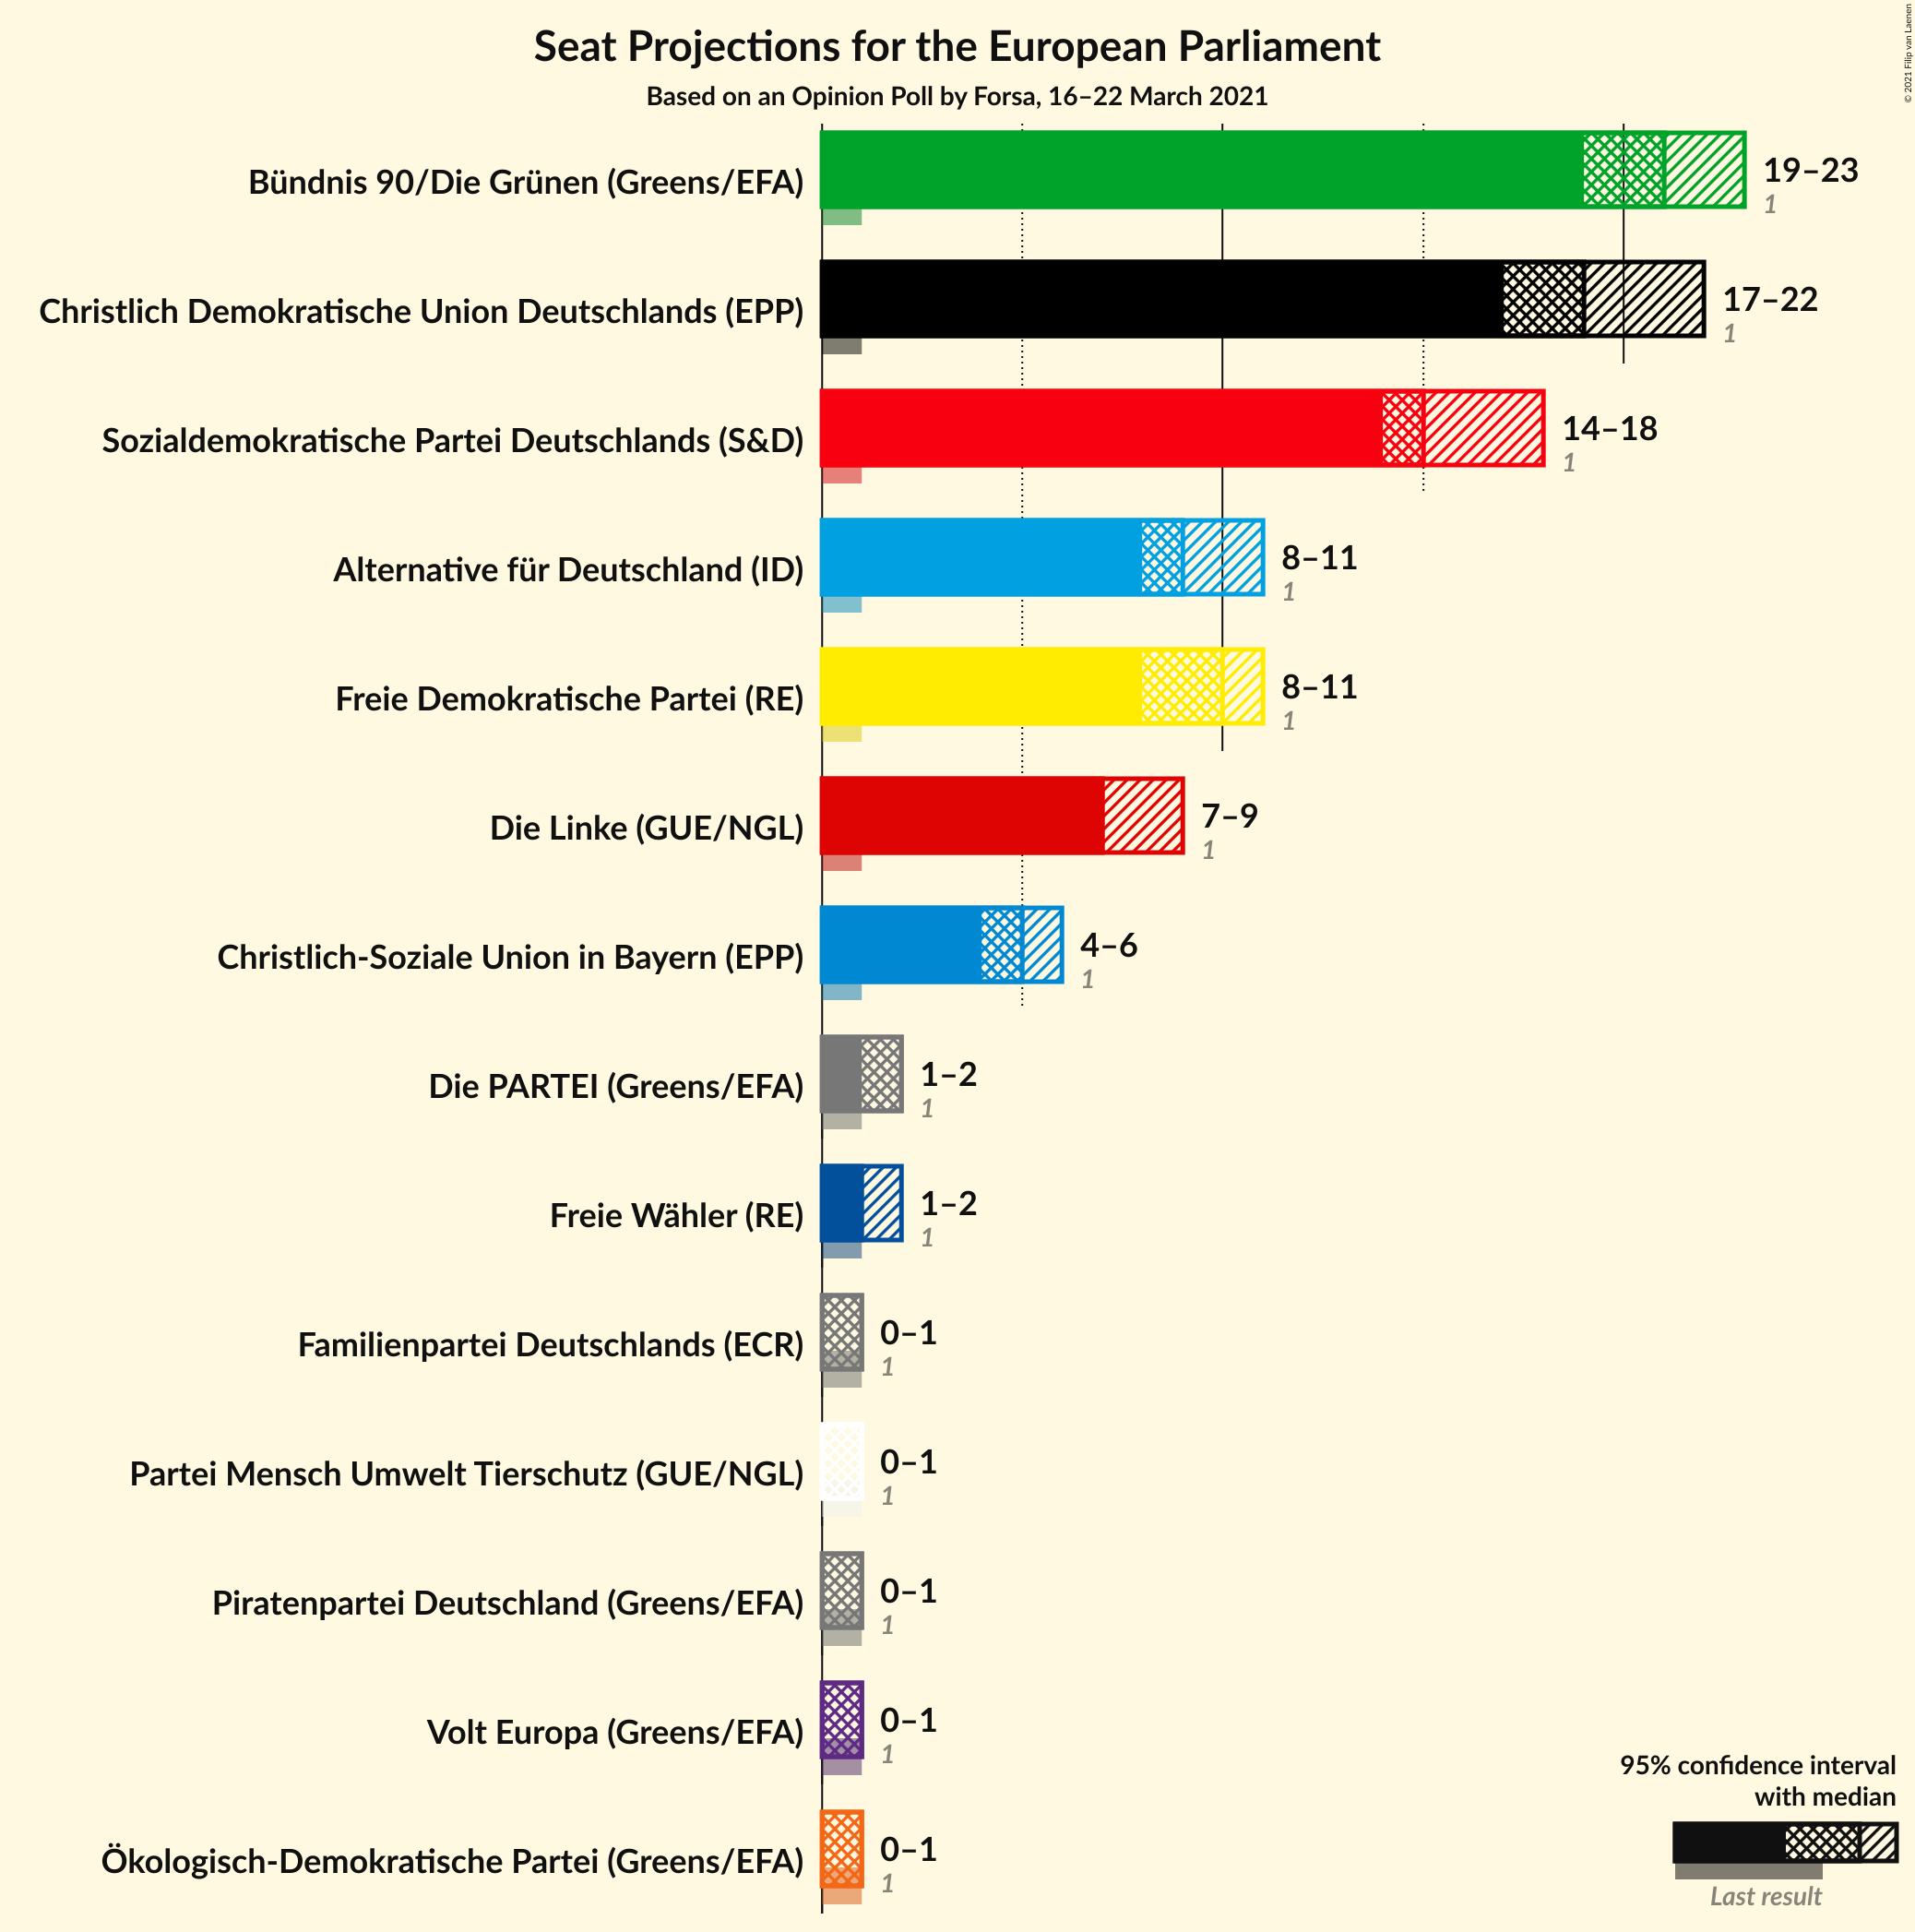 Seat Projections for the European Parliament
Based on an Opinion Poll by Forsa, 16–22 March 2021
© 2021 Filip van Laenen
Bündnis 90/Die Grünen (Greens/EFA)
19–23
1
Christlich Demokratische Union Deutschlands (EPP)
17–22
1
Sozialdemokratische Partei Deutschlands (S&D)
14–18
1
Alternative für Deutschland (ID)
8–11
1
Freie Demokratische Partei (RE)
8–11
1
Die Linke (GUE/NGL)
7–9
1
Christlich-Soziale Union in Bayern (EPP)
4–6
1
Die PARTEI (Greens/EFA)
1–2
1
Freie Wähler (RE)
1–2
1
Familienpartei Deutschlands (ECR)
0–1
1
Partei Mensch Umwelt Tierschutz (GUE/NGL)
0–1
1
Piratenpartei Deutschland (Greens/EFA)
0–1
1
Volt Europa (Greens/EFA)
0–1
1
Ökologisch-Demokratische Partei (Greens/EFA)
0–1
1
95% confidence interval
with median
Last result